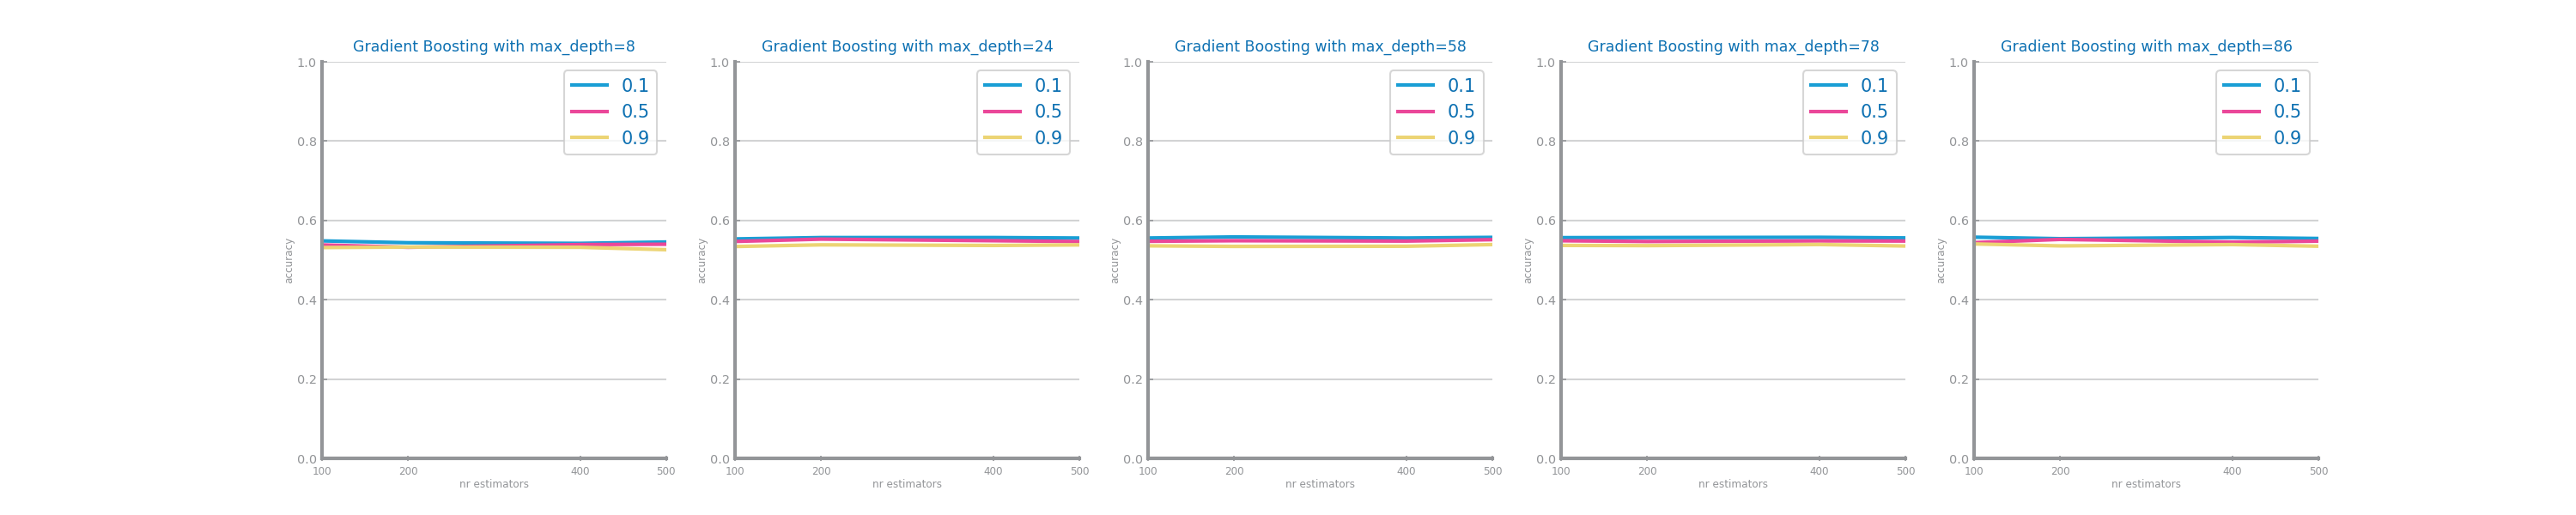 Gradient Boosting with max_depth=8
1.0
0.8
0.6
0.4
0.2
0.0
accuracy
100 200 400 500
nr estimators
0.1
0.5
0.9
Gradient Boosting with max_depth=24
1.0
0.8
0.6
0.4
0.2
0.0
accuracy
100 200 400 500
nr estimators
0.1
0.5
0.9
Gradient Boosting with max_depth=58
1.0
0.8
0.6
0.4
0.2
0.0
accuracy
100 200 400 500
nr estimators
0.1
0.5
0.9
Gradient Boosting with max_depth=78
1.0
0.8
0.6
0.4
0.2
0.0
accuracy
100 200 400 500
nr estimators
0.1
0.5
0.9
Gradient Boosting with max_depth=86
1.0
0.8
0.6
0.4
0.2
0.0
accuracy
100 200 400 500
nr estimators
0.1
0.5
0.9